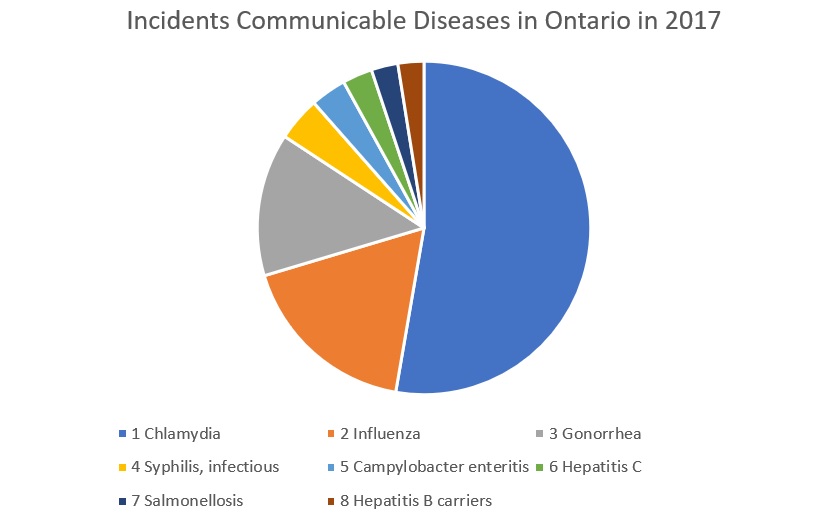 Incidents Communicable Diseases in Ontario in 2017
1 Chlamydia
2 Influenza
3 Gonorrhea
4 Syphilis, infectious
5 Campylobacter enteritis
6 Hepatitis C
7 Salmonellosis
8 Hepatitis B carriers